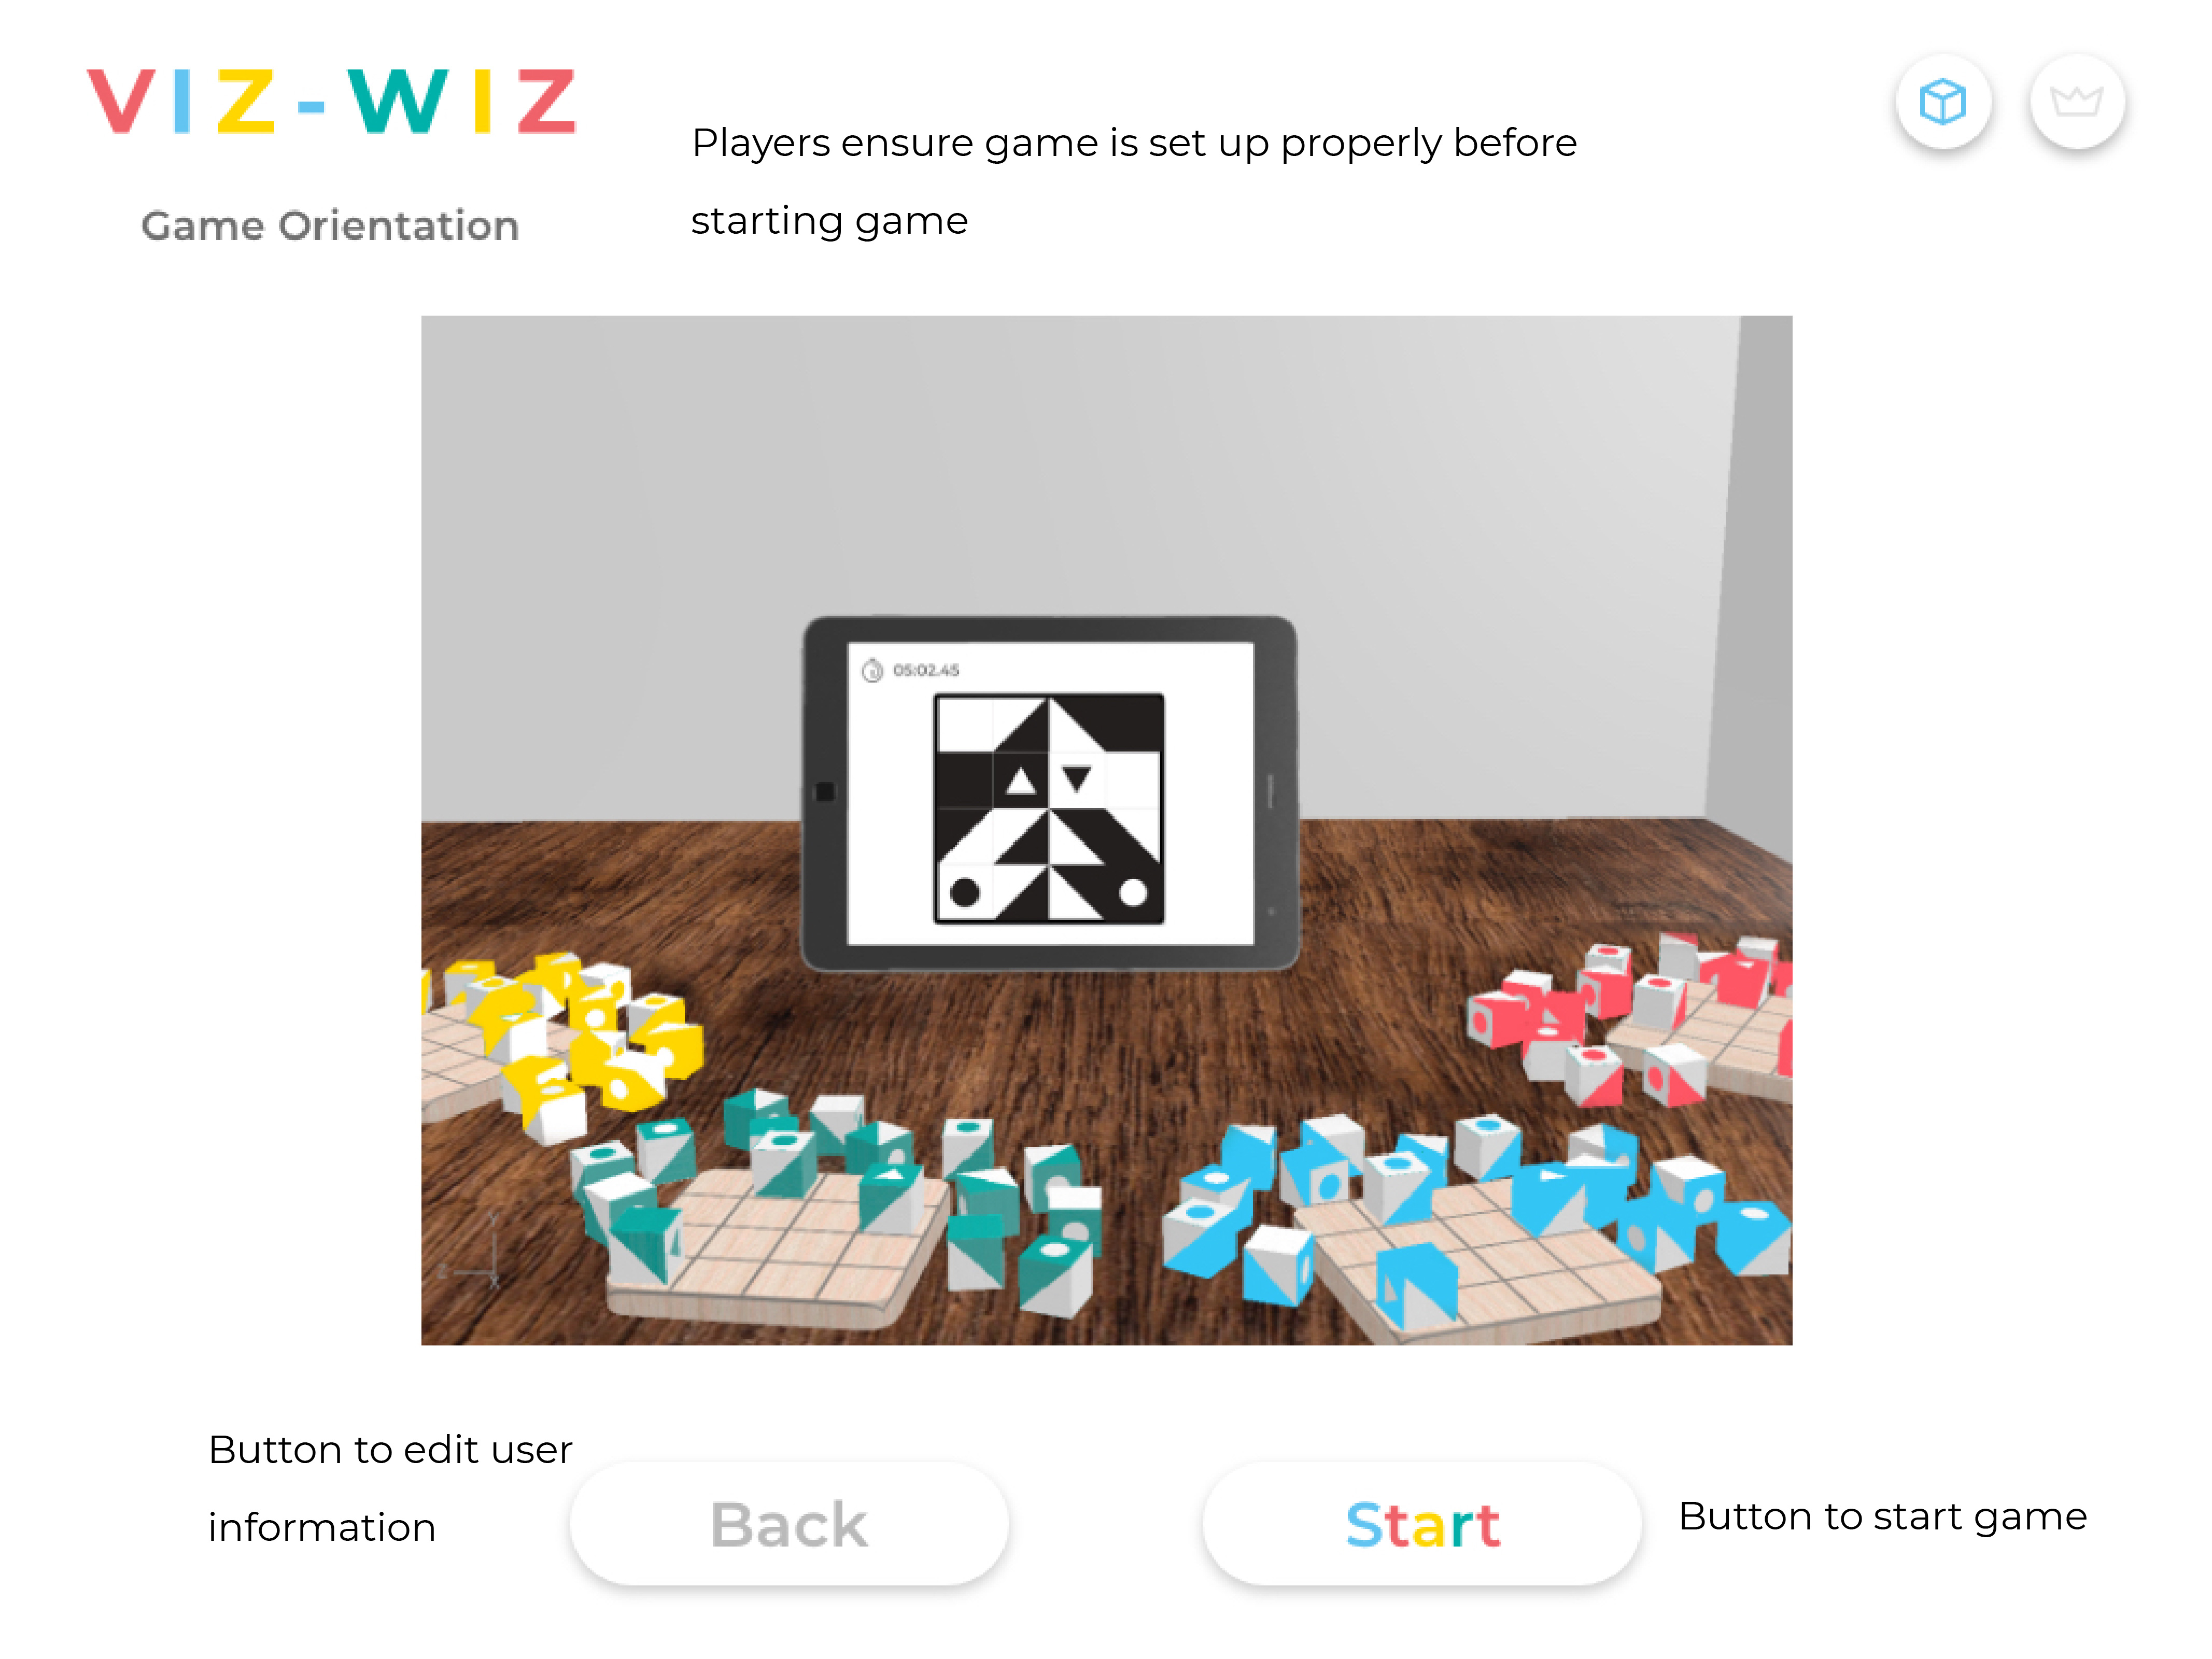 VIZ-WIZ
Players ensure game is set up properly before
starting game
Game Orientation
05:02.45
Y
Z
X
Button to edit user
information
Back
Start
Button to start game